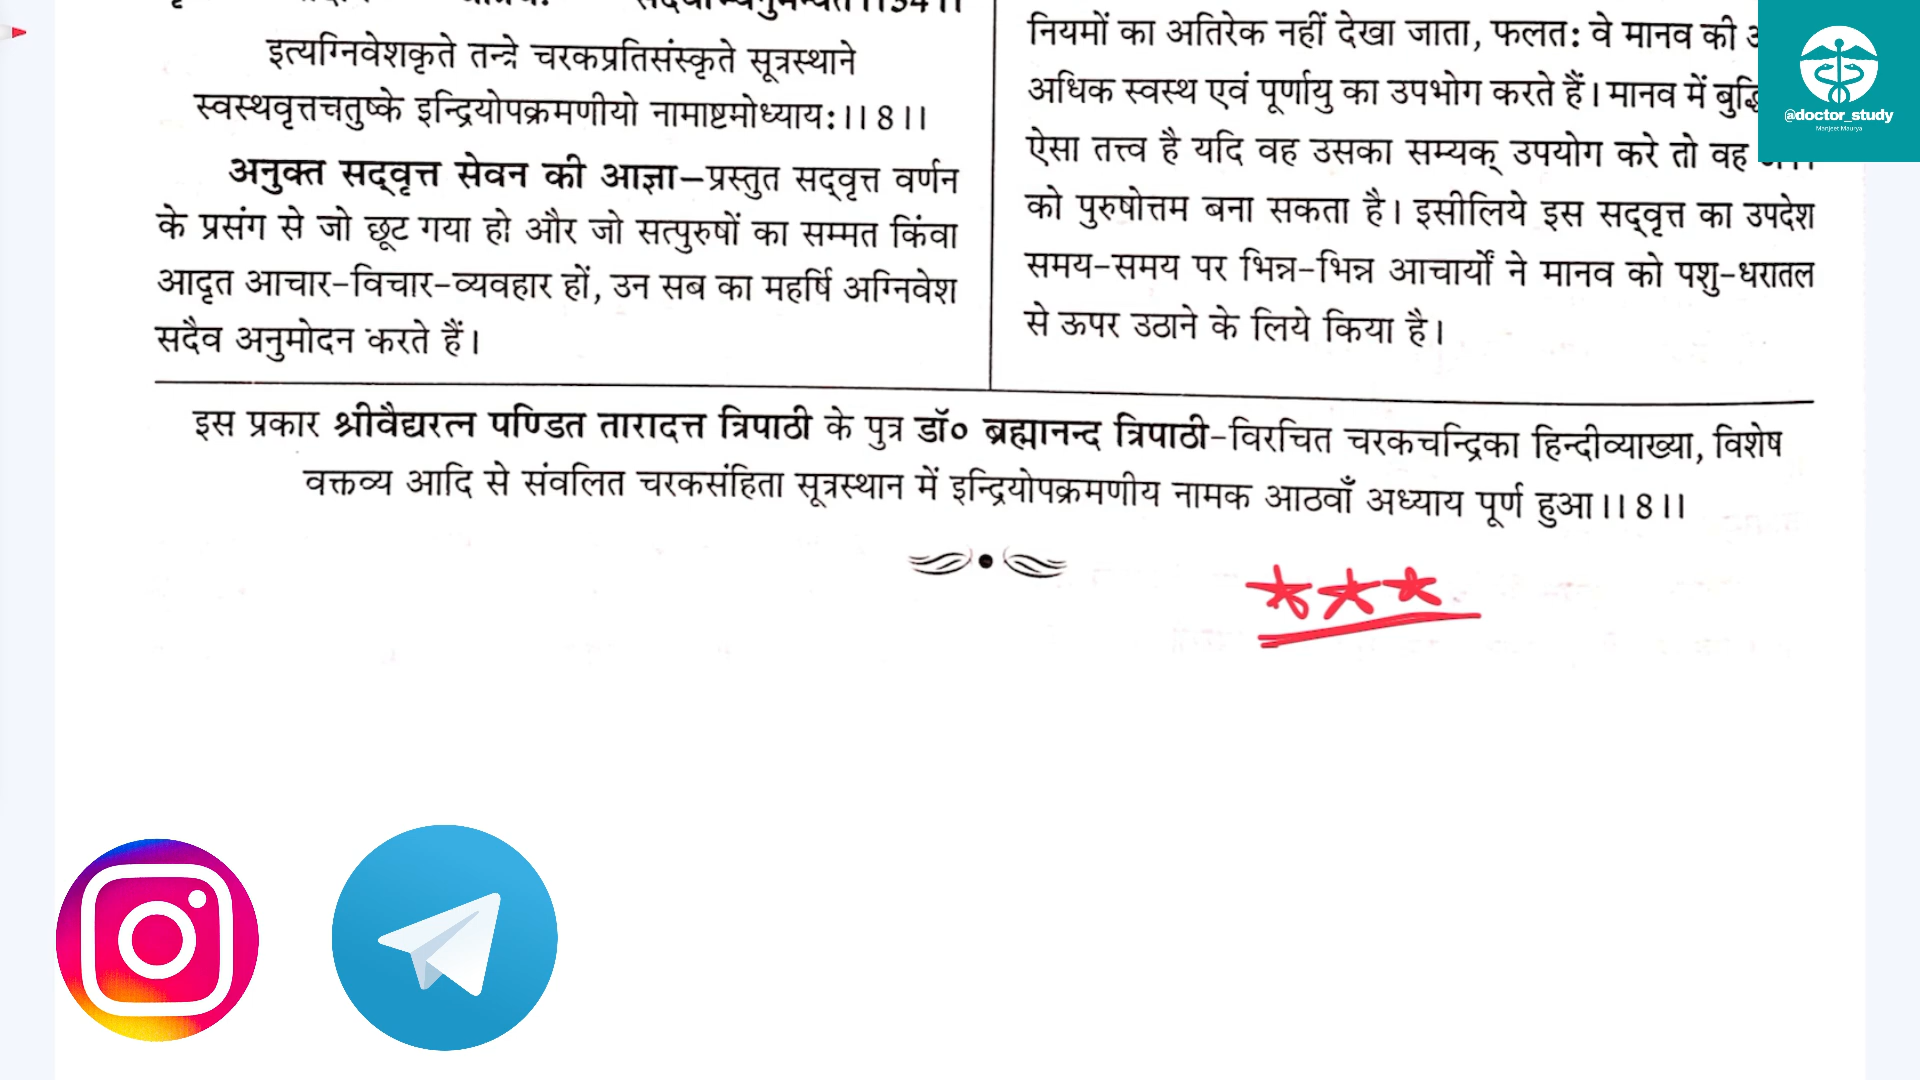 इत्यग्निवेशकृते तन्त्रे चरकप्रतिसंस्कृते सूत्रस्थाने
स्वस्थवृत्तचतुष्के इन्द्रियोपक्रमणीयो नामाष्टमोध्यायः।। 8 ।।
अनुक्त सद्‌वृत्त सेवन की आज्ञा–प्रस्तुत सद्‌वृत्त वर्णन
के प्रसंग से जो छूट गया हो और जो सत्पुरुषों का सम्मत किंवा
आदृत आचार-विचार-व्यवहार हों, उन सब का महर्षि अग्निवेश
सदैव अनुमोदन करते हैं।
नियमों का अतिरेक नहीं देखा जाता, फलतः वे मानव की
अधिक स्वस्थ एवं पूर्णायु का उपभोग करते हैं। मानव में
ऐसा तत्त्व है यदि वह उसका सम्यक् उपयोग करे तो वह
को पुरुषोत्तम बना सकता है। इसीलिये इस सद्‌वृत्त का उपदेश
समय-समय पर भिन्न-भिन्न आचार्यों ने मानव को पशु-धरातल
से ऊपर उठाने के लिये किया है।
इस प्रकार श्रीवैद्यरत्न पण्डित तारादत्त त्रिपाठी के पुत्र डॉ० ब्रह्मानन्द त्रिपाठी-विरचित चरकचन्द्रिका हिन्दीव्याख्या, विशेष
वक्तव्य आदि से संवलित चरकसंहिता सूत्रस्थान में इन्द्रियोपक्रमणीय नामक आठवाँ अध्याय पूर्ण हुआ।। 8 ।।
@doctor_study
Manjeet Maurya